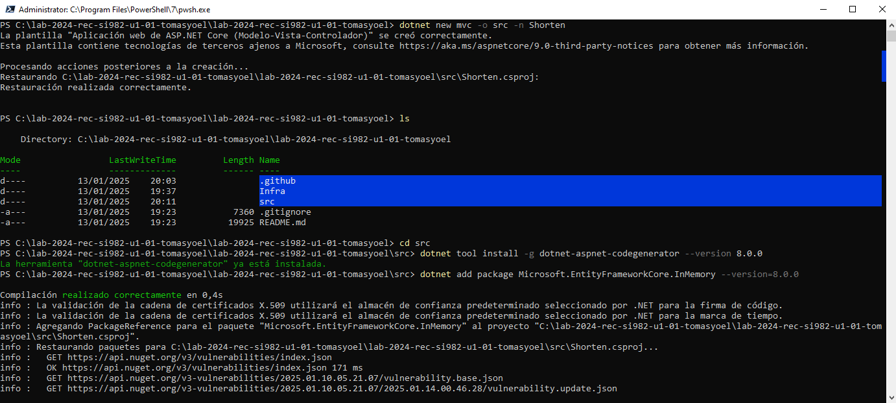 Administrator: C:\Program Files\PowerShell\7\pwsh.exe
PS C:\lab-2024-rec-si982-u1-01-tomasyoel\lab-2024-rec-si982-u1-01-tomasyoel> dotnet new mvc -o src -n Shorten
La plantilla "Aplicación web de ASP.NET Core (Modelo-Vista-Controlador)" se creó correctamente.
Esta plantilla contiene tecnologías de terceros ajenos a Microsoft, consulte https://aka.ms/aspnetcore/9.0-third-party-notices para obtener más información.
Procesando acciones posteriores a la creación...
Restaurando C:\lab-2024-rec-si982-u1-01-tomasyoel\lab-2024-rec-si982-u1-01-tomasyoel\src\Shorten.csproj:
Restauración realizada correctamente.
PS C:\lab-2024-rec-si982-u1-01-tomasyoel\lab-2024-rec-si982-u1-01-tomasyoel> ls
Directory: C:\lab-2024-rec-si982-u1-01-tomasyoel\lab-2024-rec-si982-u1-01-tomasyoel
Mode LastWriteTime Length Name
---- ------------- ------ ----
d---- 13/01/2025 20:03 .github
d---- 13/01/2025 19:37 Infra
d---- 13/01/2025 20:11 src
-a--- 13/01/2025 19:23 7360 .gitignore
-a--- 13/01/2025 19:23 19925 README.md
PS C:\lab-2024-rec-si982-u1-01-tomasyoel\lab-2024-rec-si982-u1-01-tomasyoel> cd src
PS C:\lab-2024-rec-si982-u1-01-tomasyoel\lab-2024-rec-si982-u1-01-tomasyoel\src> dotnet tool install -g dotnet-aspnet-codegenerator --version 8.0.0
La herramienta "dotnet-aspnet-codegenerator" ya está instalada.
PS C:\lab-2024-rec-si982-u1-01-tomasyoel\lab-2024-rec-si982-u1-01-tomasyoel\src> dotnet add package Microsoft.EntityFrameworkCore.InMemory --version=8.0.0
Compilación realizado correctamente en 0,4s
info : La validación de la cadena de certificados X.509 utilizará el almacén de confianza predeterminado seleccionado por .NET para la firma de código.
info : La validación de la cadena de certificados X.509 utilizará el almacén de confianza predeterminado seleccionado por .NET para la marca de tiempo.
info : Agregando PackageReference para el paquete "Microsoft.EntityFrameworkCore.InMemory" al proyecto "C:\lab-2024-rec-si982-u1-01-tomasyoel\lab-2024-rec-si982-u1-01-tom
asyoel\src\Shorten.csproj".
info : Restaurando paquetes para C:\lab-2024-rec-si982-u1-01-tomasyoel\lab-2024-rec-si982-u1-01-tomasyoel\src\Shorten.csproj...
info :   GET https://api.nuget.org/v3/vulnerabilities/index.json
info :   OK https://api.nuget.org/v3/vulnerabilities/index.json 171 ms
info :   GET https://api.nuget.org/v3-vulnerabilities/2025.01.10.05.21.07/vulnerability.base.json
info :   GET https://api.nuget.org/v3-vulnerabilities/2025.01.10.05.21.07/2025.01.14.00.46.28/vulnerability.update.json